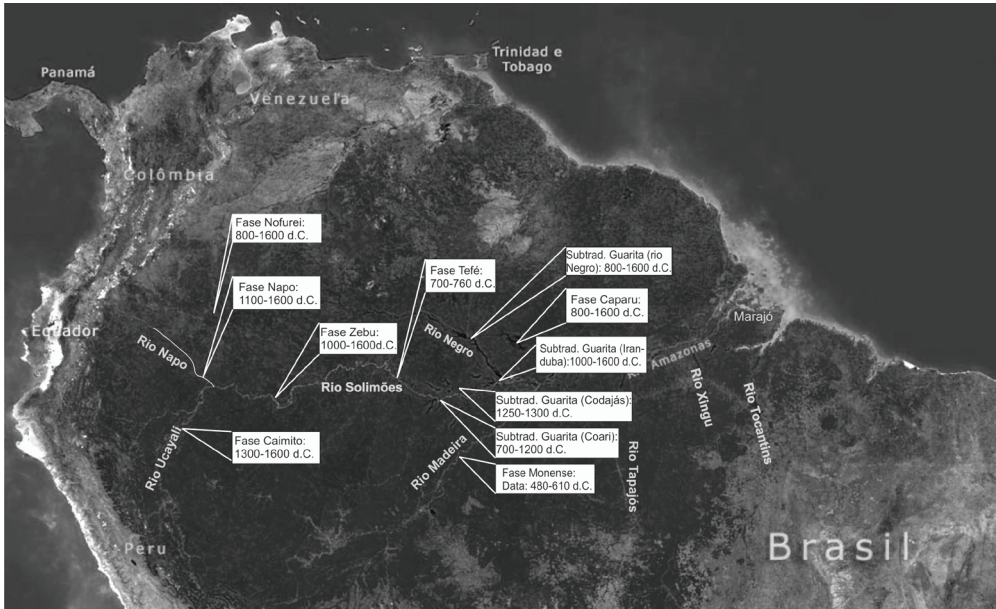 Trinidad e
Tobago
Panamá
Venezuela
Colômbia
Fase Nofurei:
800-1600 d.C.
Subtrad. Guarita (rio
Negro): 800-1600 d.C.
Fase Tefé:
700-760 d.C.
Fase Napo:
1100-1600 d.C.
Fase Caparu:
800-1600 d.C.
Marajó
Equador
Fase Zebu:
1000-1600d.C.
Rio Negro
Rio Napo
Subtrad. Guarita (Iran-
duba):1000-1600 d.C.
Amazonas
Rio Solimões
Rio Xingu
Rio Tocantins
Subtrad. Guarita (Codajás):
1250-1300 d.C.
Subtrad. Guarita (Coari):
700-1200 d.C.
Fase Caimito:
1300-1600 d.C.
Rio Ucayali
Rio Madeira
Rio Tapajós
Fase Monense:
Data: 480-610 d.C.
Peru
Brasil